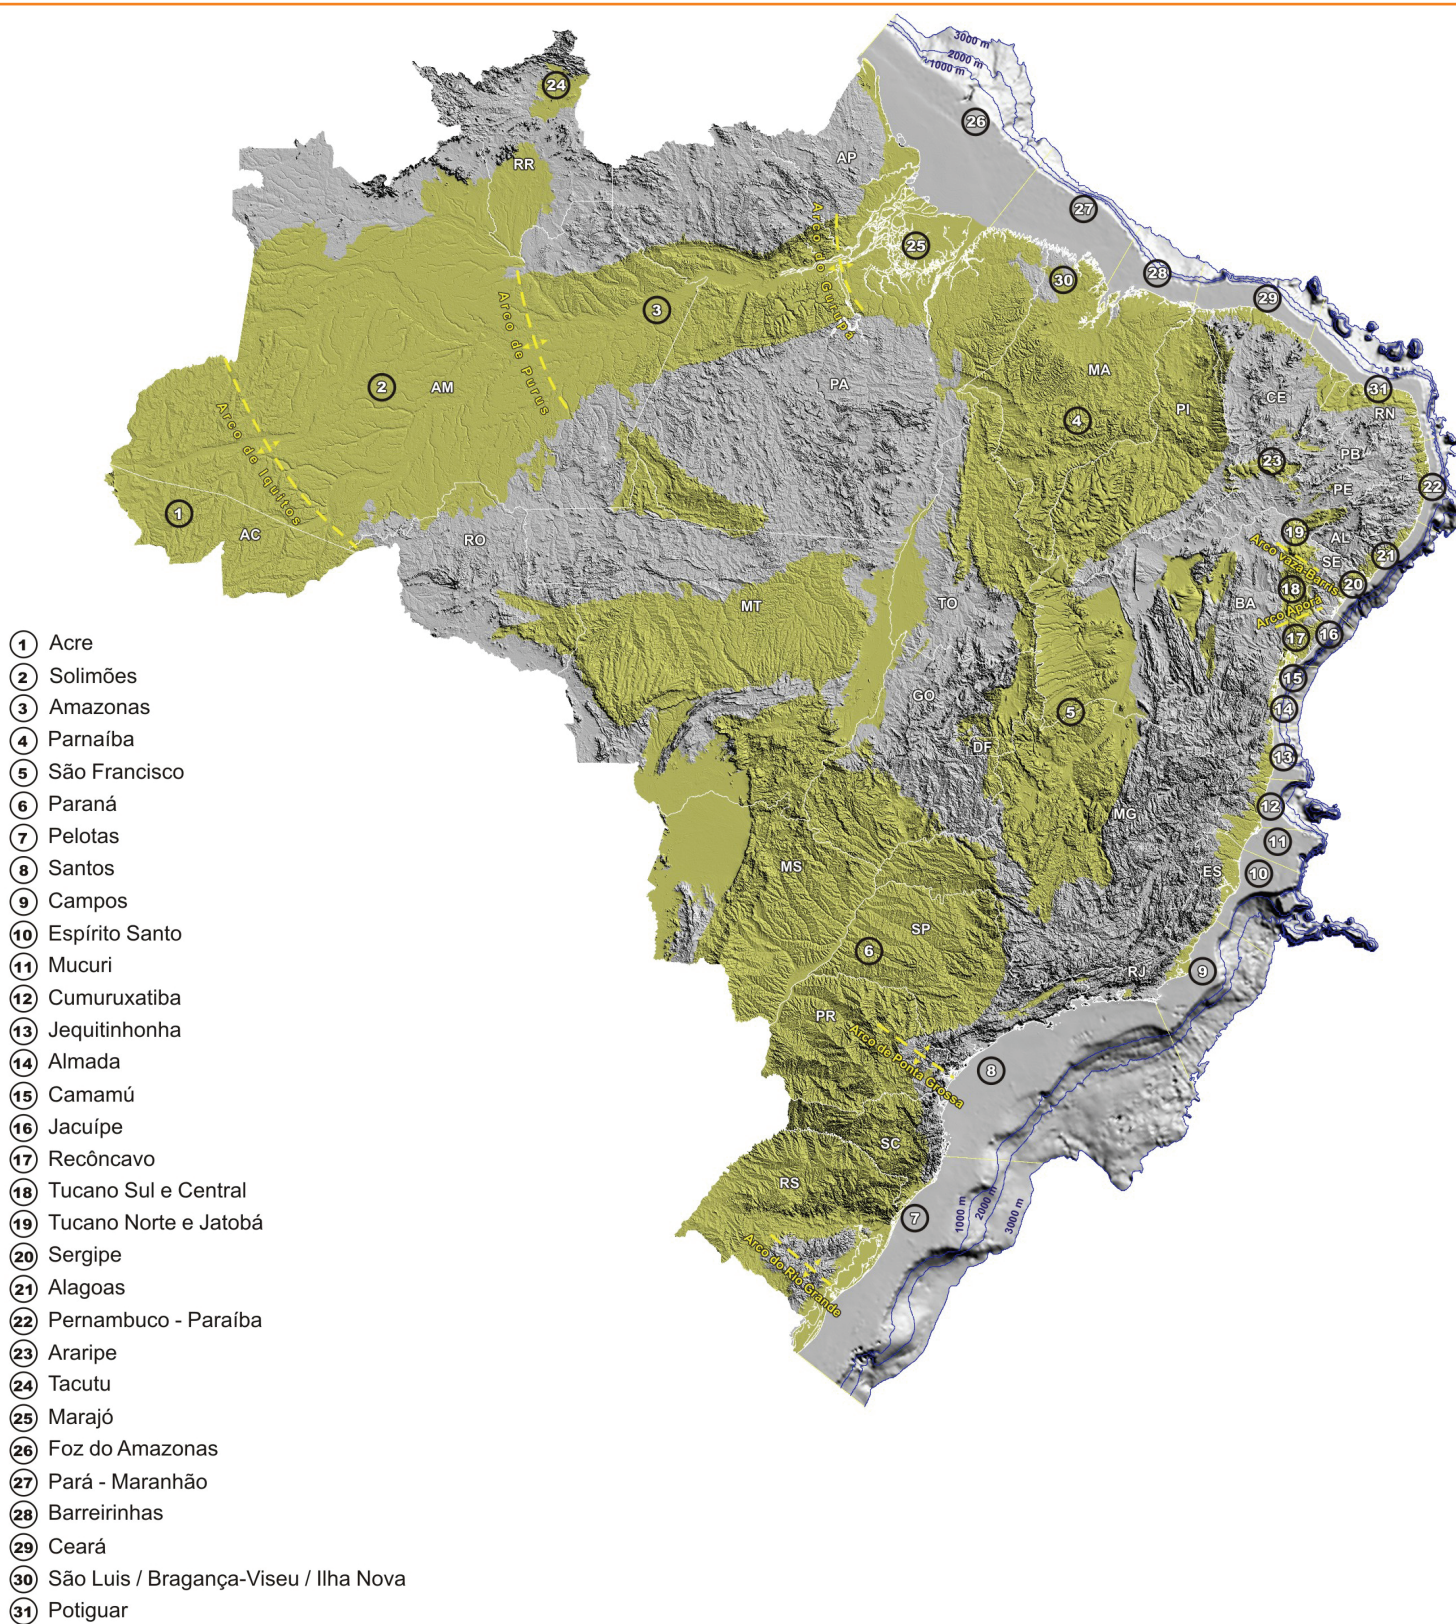 3000 m
2000 m
1000 m
24
26
RR
AP
27
Arco do Gurupá
25
28
30
29
3
Arco de Purus
2
AM
PA
MA
4
PI
CE
31
RN
Arco de Iquitos
23
PB
PE
22
1
AC
RO
19
AL
21
Arco Vaza-Barris
SE
20
18
MT
TO
BA
Arco Aporá
16
17
15
GO
5
14
DF
13
12
MG
11
MS
ES
10
SP
6
RJ
9
PR
Arco de Ponta Grossa
8
SC
RS
7
1000 m
2000 m
3000 m
Arco do Rio Grande
1 Acre
2 Solimões
3 Amazonas
4 Parnaíba
5 São Francisco
6 Paraná
7 Pelotas
8 Santos
9 Campos
10 Espírito Santo
11 Mucuri
12 Cumuruxatiba
13 Jequitinhonha
14 Almada
15 Camamú
16 Jacuípe
17 Recôncavo
18 Tucano Sul e Central
19 Tucano Norte e Jatobá
20 Sergipe
21 Alagoas
22 Pernambuco - Paraíba
23 Araripe
24 Tacutu
25 Marajó
26 Foz do Amazonas
27 Pará - Maranhão
28 Barreirinhas
29 Ceará
30 São Luis / Bragança-Viseu / Ilha Nova
31 Potiguar